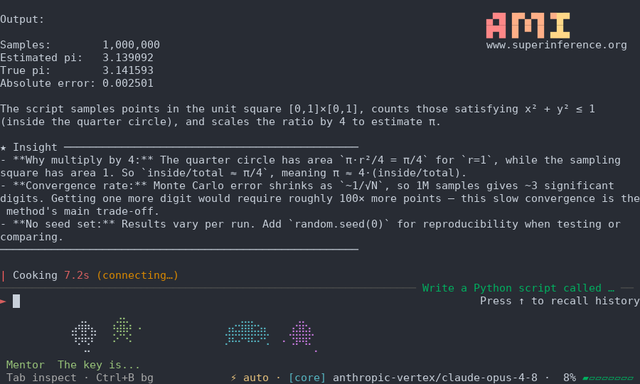 Output:
AMI
Samples:        1,000,000
www.superinference.org
Estimated pi:   3.139092
True pi:        3.141593
Absolute error: 0.002501
The script samples points in the unit square [0,1]×[0,1], counts those satisfying x² + y² ≤ 1
(inside the quarter circle), and scales the ratio by 4 to estimate π.
★ Insight
- **Why multiply by 4:** The quarter circle has area `π·r²/4 = π/4` for `r=1`, while the sampling
square has area 1. So `inside/total ≈ π/4`, meaning π ≈ 4·(inside/total).
- **Convergence rate:** Monte Carlo error shrinks as `~1/√N`, so 1M samples gives ~3 significant
digits. Getting one more digit would require roughly 100× more points — this slow convergence is the
method's main trade-off.
- **No seed set:** Results vary per run. Add `random.seed(0)` for reproducibility when testing or
comparing.
| Cooking 7.2s (connecting…)
Write a Python script called …
Press ↑ to recall history
Mentor  The key is...
Tab inspect · Ctrl+B bg
⚡ auto · [core] anthropic-vertex/claude-opus-4-8 ·  8%